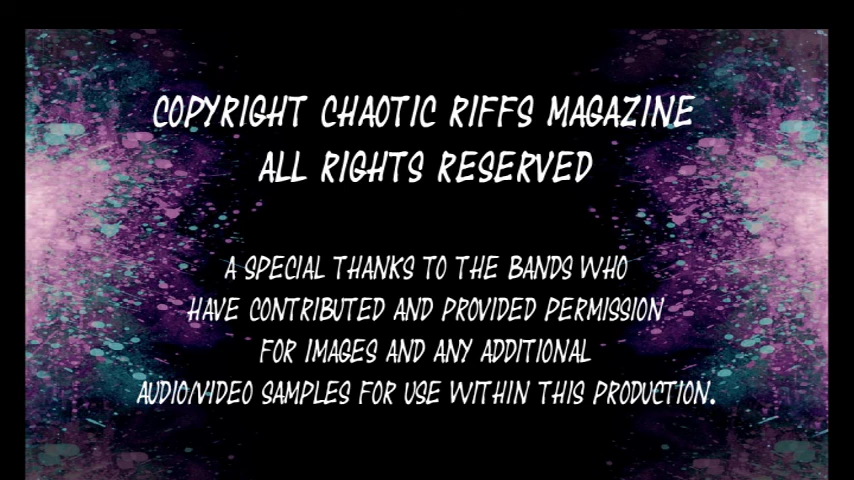 COPYRIGHT CHAOTIC RIFFS MAGAZINE
ALL RIGHTS RESERVED
A SPECIAL THANKS TO THE BANDS WHO
HAVE CONTRIBUTED AND PROVIDED PERMISSION
FOR IMAGES AND ANY ADDITIONAL
AUDIO/VIDEO SAMPLES FOR USE WITHIN THIS PRODUCTION.